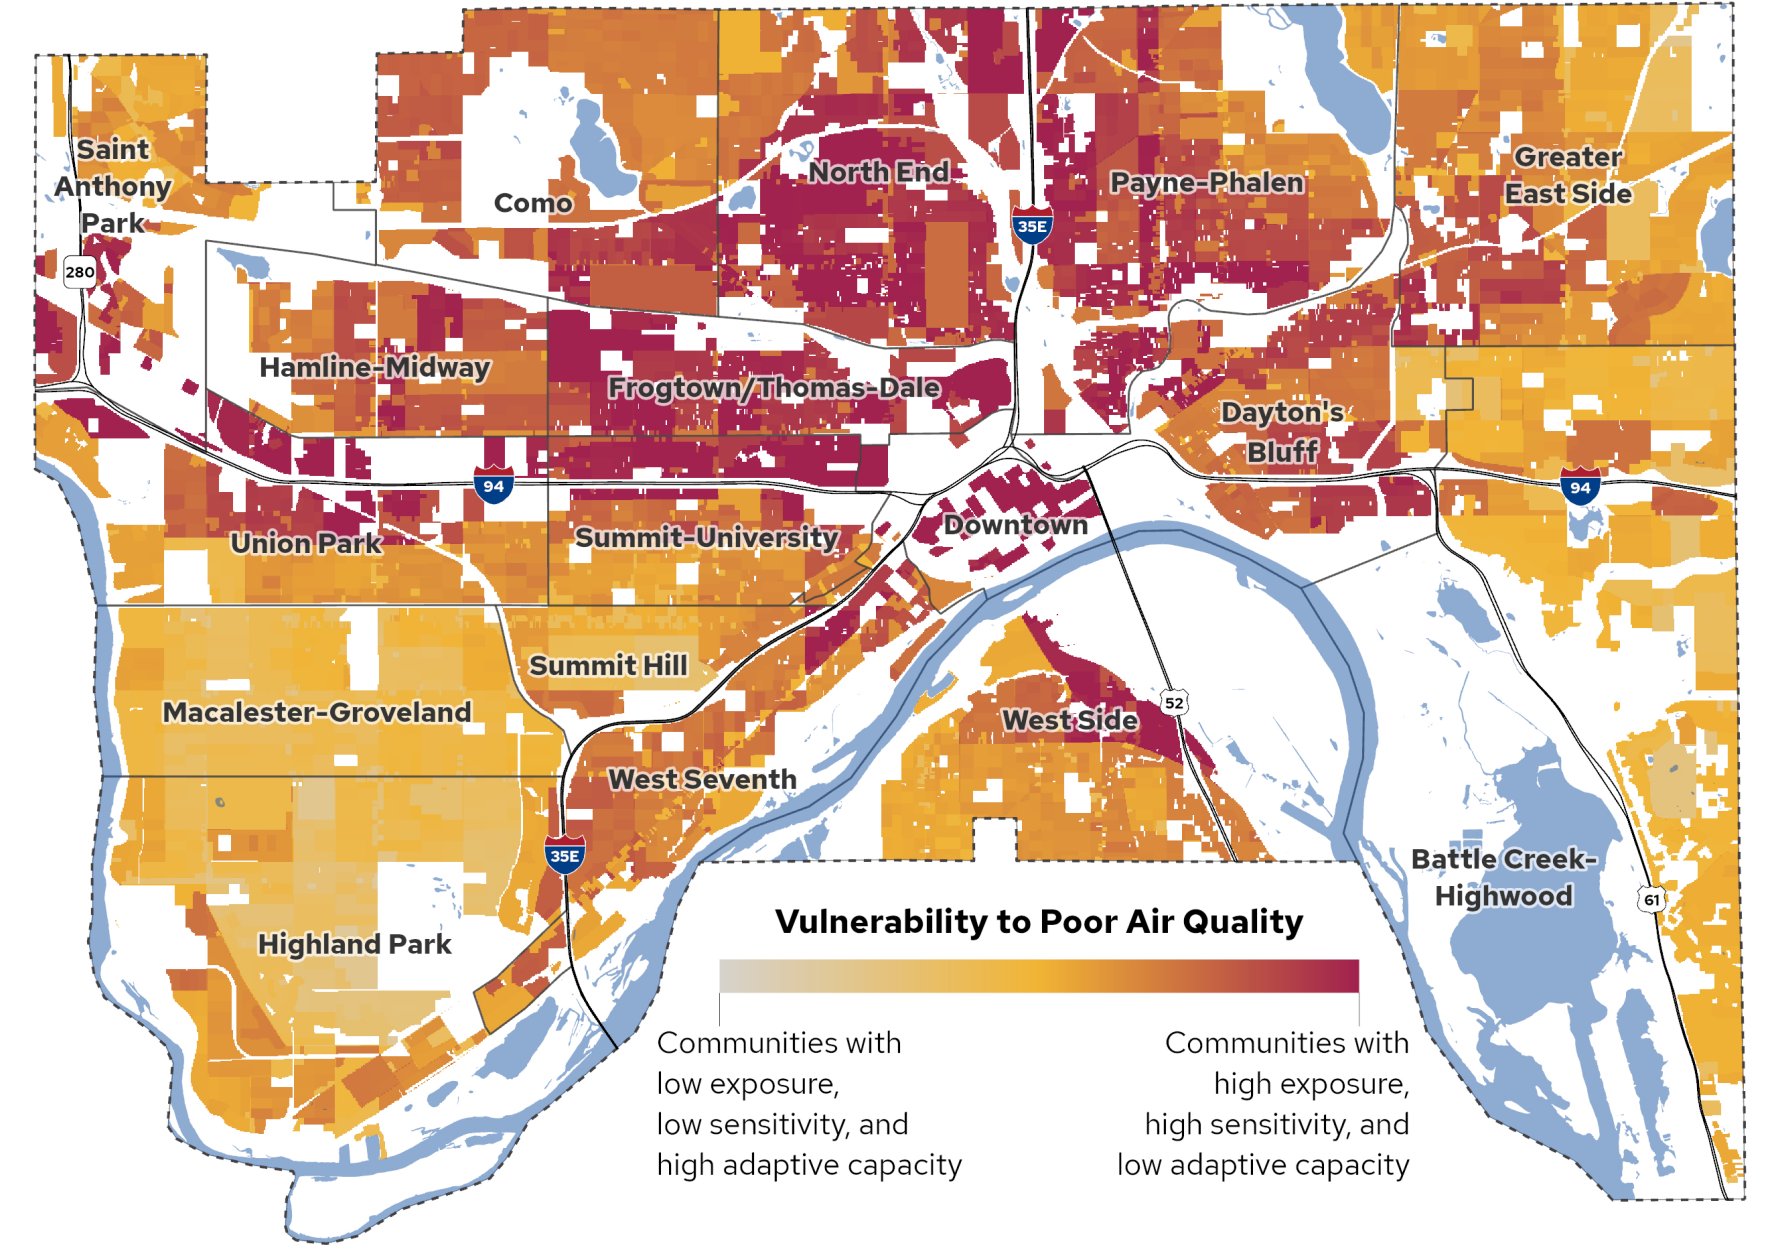 Saint
Anthony
Park
280
Como
North End
35E
Payne-Phalen
Greater
East Side
Hamline-Midway
Frogtown/Thomas-Dale
Dayton's
Bluff
94
94
Union Park
Summit-University
Downtown
Summit Hill
Macalester-Groveland
West Side
52
West Seventh
35E
Battle Creek-
Highwood
61
Highland Park
Vulnerability to Poor Air Quality
Communities with
low exposure,
low sensitivity, and
high adaptive capacity
Communities with
high exposure,
high sensitivity, and
low adaptive capacity